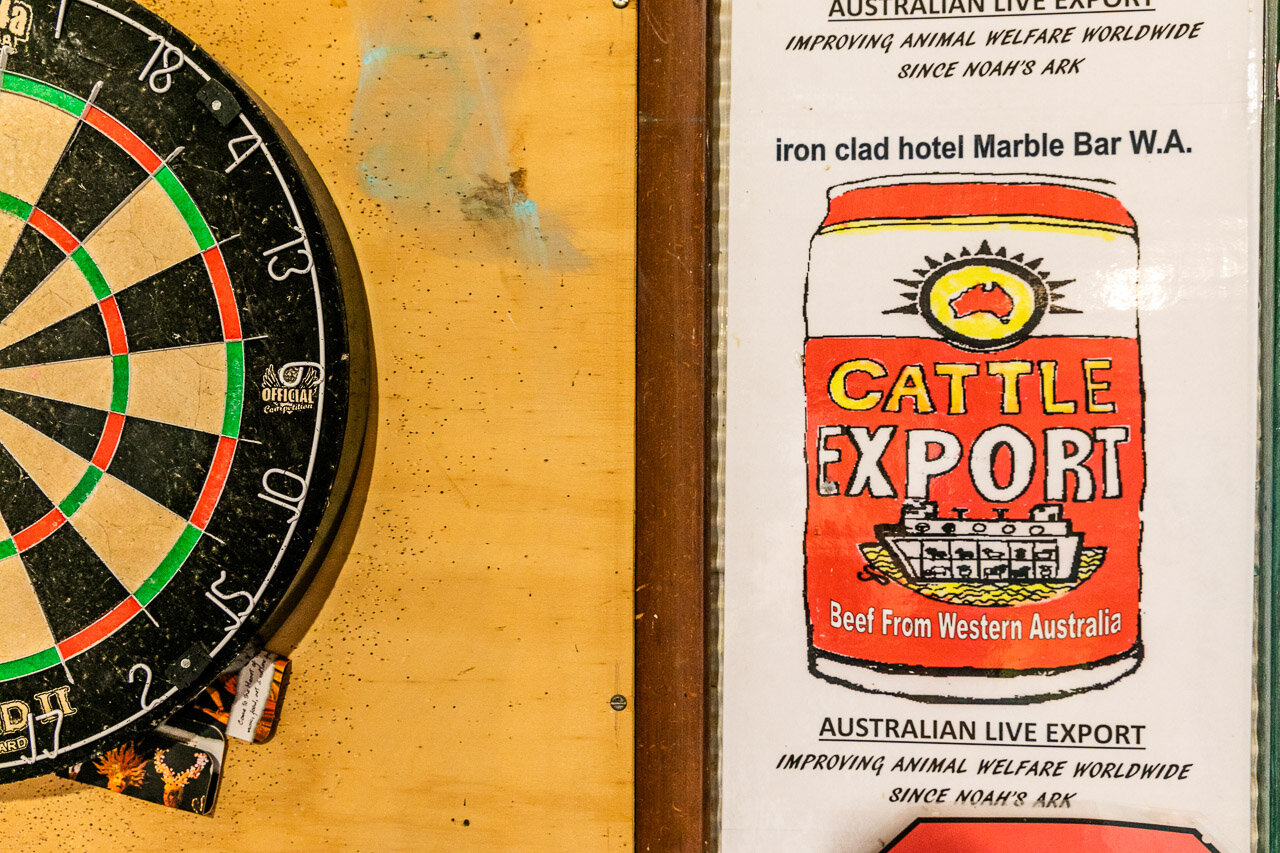 18
4
13
6
OFFICIAL
Competition
10
15
2
17
II
AUSTRALIAN LIVE EXPORT
IMPROVING ANIMAL WELFARE WORLDWIDE
SINCE NOAH'S ARK
iron clad hotel Marble Bar W.A.
CATTLE
EXPORT
Beef From Western Australia
AUSTRALIAN LIVE EXPORT
IMPROVING ANIMAL WELFARE WORLDWIDE
SINCE NOAH'S ARK